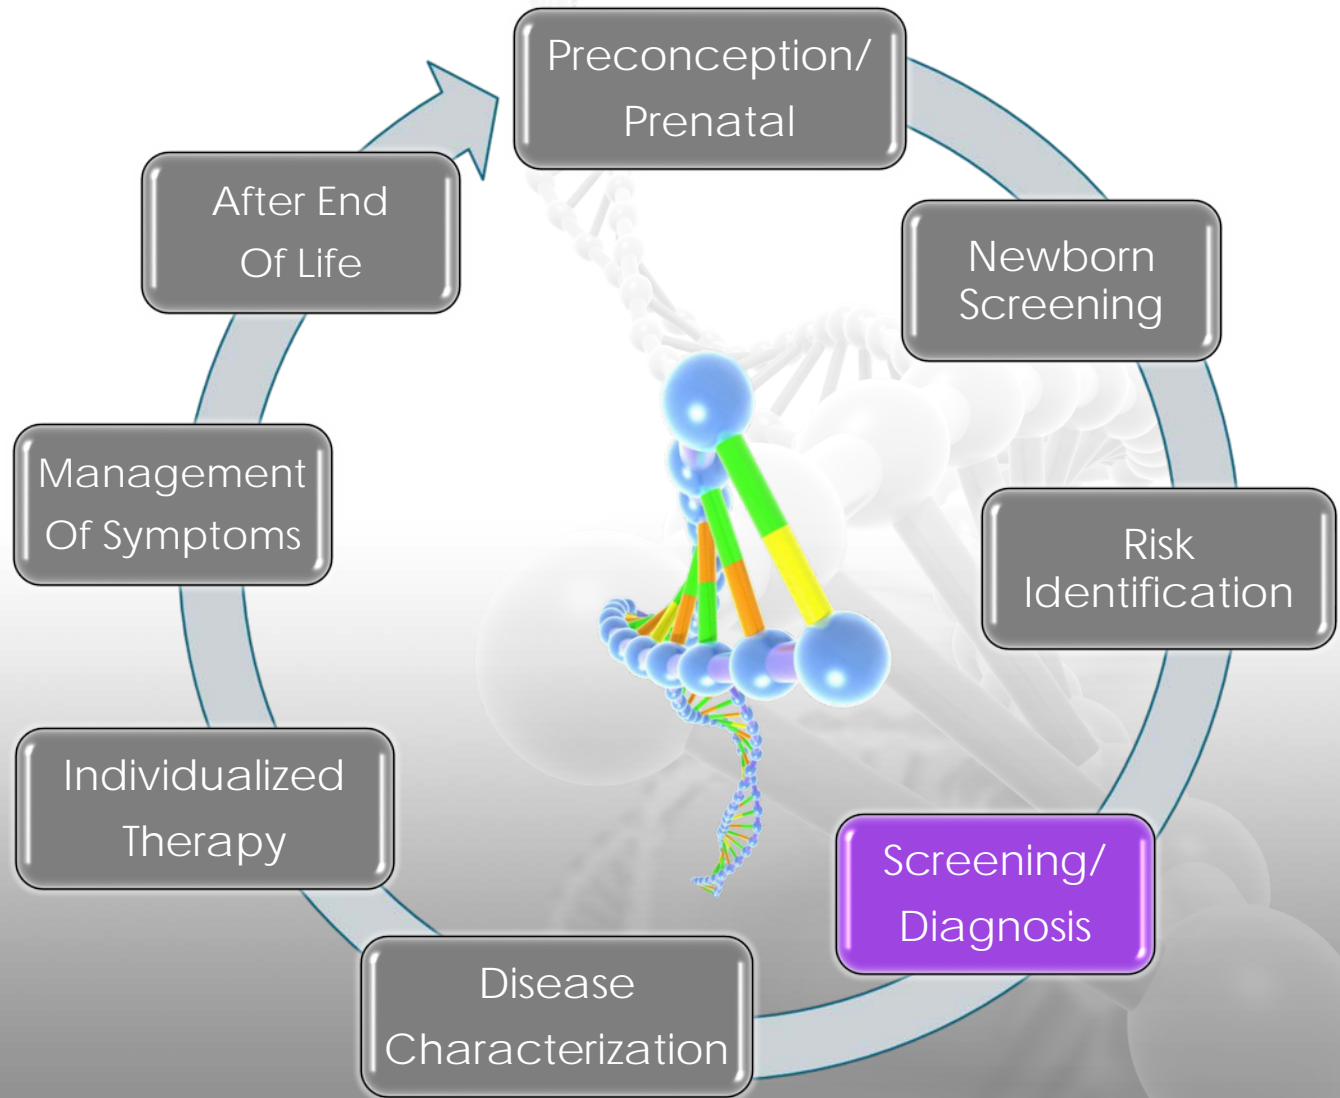 Preconception/
Prenatal
Newborn
Screening
Risk
Identification
Screening/
Diagnosis
Disease
Characterization
Individualized
Therapy
Management
Of Symptoms
After End
Of Life